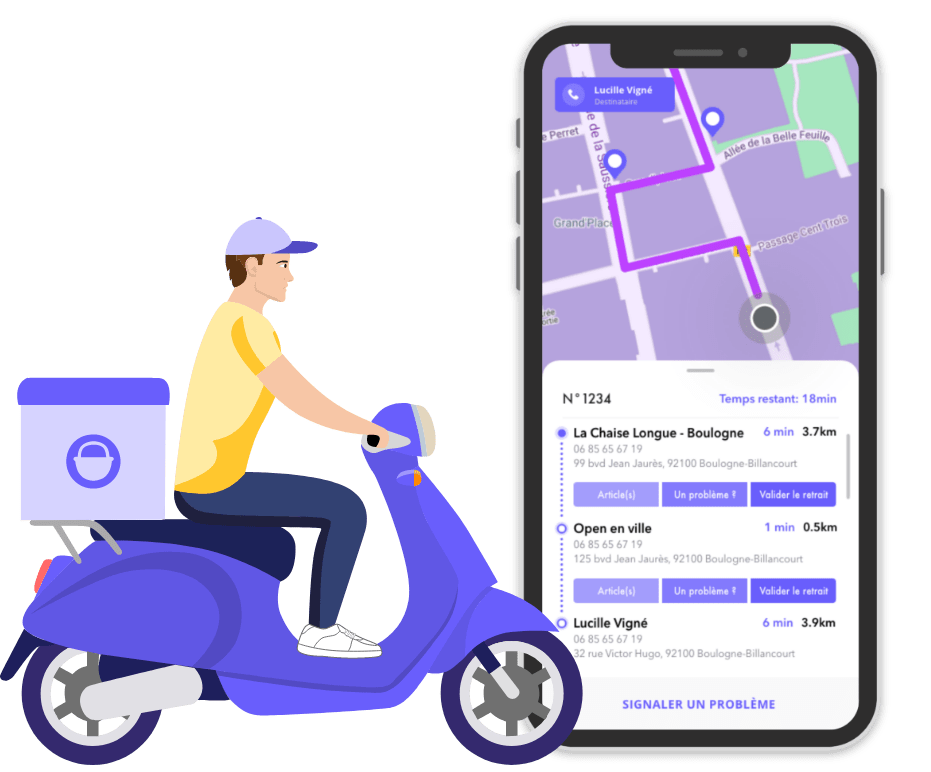 Lucille Vigné
Destinataire
e Perret
e de la Sauss
Allée de la Belle Feuille
Grand'Place
Passage Cent Trois
N°1234
Temps restant: 18min
La Chaise Longue - Boulogne 6 min 3.7km
06 85 65 67 19
99 bvd Jean Jaurès, 92100 Boulogne-Billancourt
Article(s) Un problème ? Valider le retrait
Open en ville 1 min 0.5km
06 85 65 67 19
125 bvd Jean Jaurès, 92100 Boulogne-Billancourt
Article(s) Un problème ? Valider le retrait
Lucille Vigné 6 min 3.9km
06 85 65 67 19
32 rue Victor Hugo, 92100 Boulogne-Billancourt
SIGNALER UN PROBLÈME